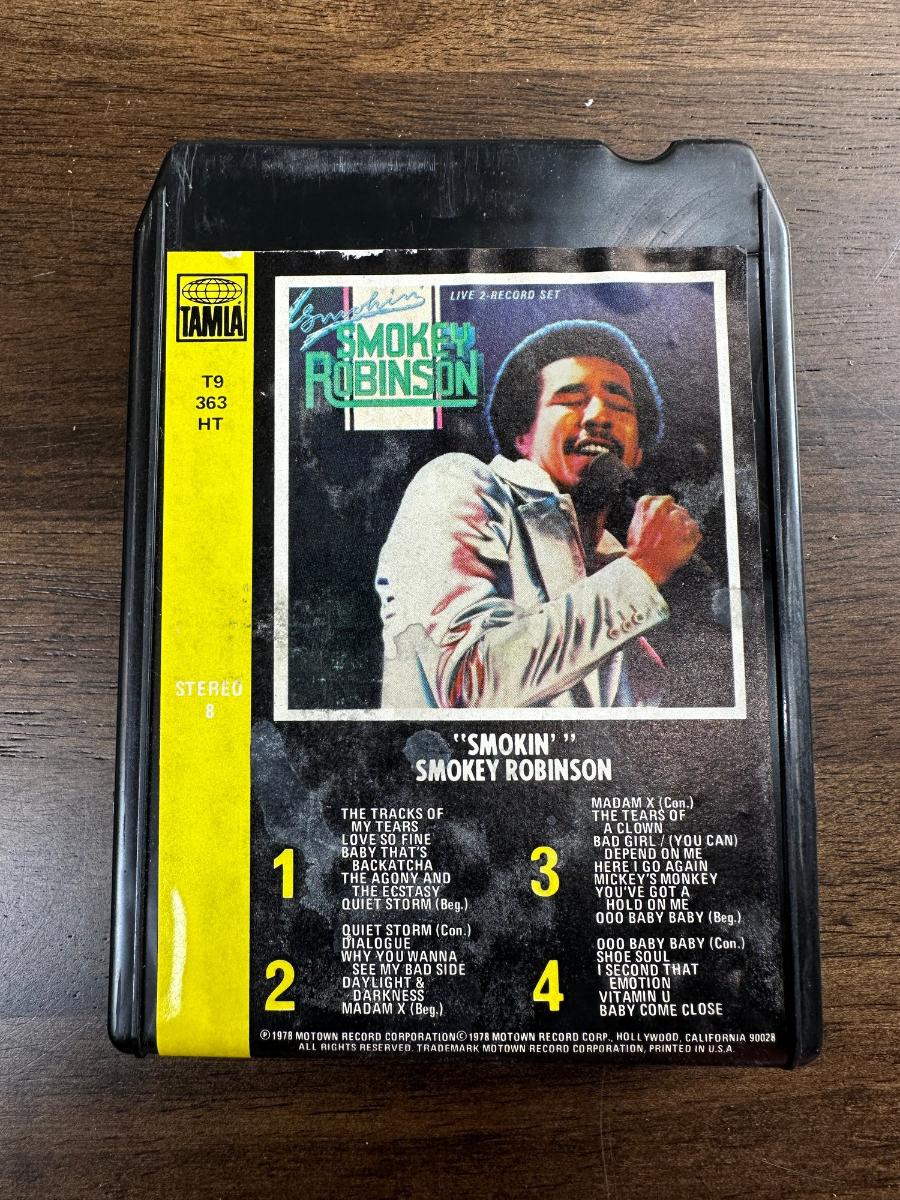 TAMLA
T9
363
HT
STEREO
8
Smokin'
LIVE 2-RECORD SET
SMOKEY
ROBINSON
"SMOKIN' "
SMOKEY ROBINSON
1
THE TRACKS OF
MY TEARS
LOVE SO FINE
BABY THAT'S
BACKATCHA
THE AGONY AND
THE ECSTASY
QUIET STORM (Beg.)
2
QUIET STORM (Con.)
DIALOGUE
WHY YOU WANNA
SEE MY BAD SIDE
DAYLIGHT &
DARKNESS
MADAM X (Beg.)
3
MADAM X (Con.)
THE TEARS OF
A CLOWN
BAD GIRL / (YOU CAN)
DEPEND ON ME
HERE I GO AGAIN
MICKEY'S MONKEY
YOU'VE GOT A
HOLD ON ME
OOO BABY BABY (Beg.)
4
OOO BABY BABY (Con.)
SHOE SOUL
I SECOND THAT
EMOTION
VITAMIN U
BABY COME CLOSE
℗1978 MOTOWN RECORD CORPORATION©1978 MOTOWN RECORD CORP., HOLLYWOOD, CALIFORNIA 90028
ALL RIGHTS RESERVED. TRADEMARK MOTOWN RECORD CORPORATION, PRINTED IN U.S.A.